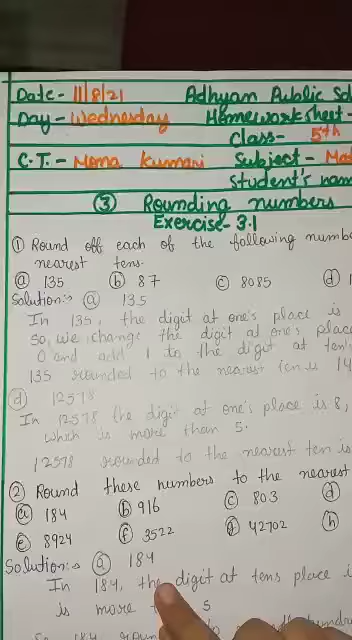 Date- 11/8/21 Adhyan Public Sc
Day- Wednesday Homework sheet-
Class- 5th
C.T.- Mona Kumari Subject- Ma
Student's nam
③ Rounding numbers
Exercise-3.1
① Round off each of the following numb
nearest tens.
ⓐ 135 ⓑ 87 ⓒ 8085 ⓓ 1
Solution:→ ⓐ 135
In 135, the digit at one's place is
So, we change the digit at one's place
0 and add 1 to the digit at ten's
135 rounded to the nearest ten is 14
ⓓ 12578
In 12578 the digit at one's place is 8,
which is more than 5.
12578 rounded to the nearest ten is
② Round these numbers to the nearest
ⓐ 184 ⓑ 916 ⓒ 803 ⓓ
ⓔ 8924 ⓕ 3522 ⓖ 42702 ⓗ
Solution:→ ⓐ 184
In 184, the digit at tens place i
is more 5
So 184